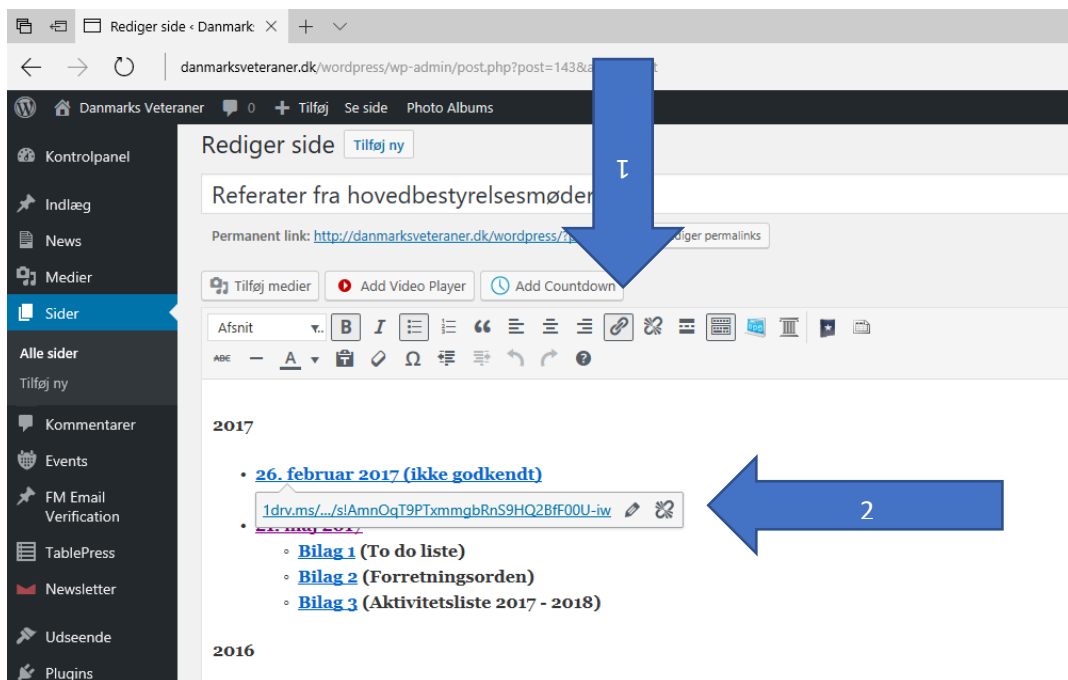 Rediger side ‹ Danmark
danmarksveteraner.dk/wordpress/wp-admin/post.php?post=143&
Danmarks Veteraner 0 Tilføj Se side Photo Albums
Kontrolpanel
Indlæg
News
Medier
Sider
Alle sider
Tilføj ny
Kommentarer
Events
FM Email
Verification
TablePress
Newsletter
Udseende
Plugins
Rediger side Tilføj ny
Referater fra hovedbestyrelsesmøder
Permanent link: http://danmarksveteraner.dk/wordpress/? permalinks
Tilføj medier Add Video Player Add Countdown
Afsnit B I
ABE A Ω
2017
• 26. februar 2017 (ikke godkendt)
1drv.ms/.../s!AmnOqT9PTxmmgbRnS9HQ2BfF00U-iw
• 21. maj 2017
◦ Bilag 1 (To do liste)
◦ Bilag 2 (Forretningsorden)
◦ Bilag 3 (Aktivitetsliste 2017 - 2018)
2016
1
2